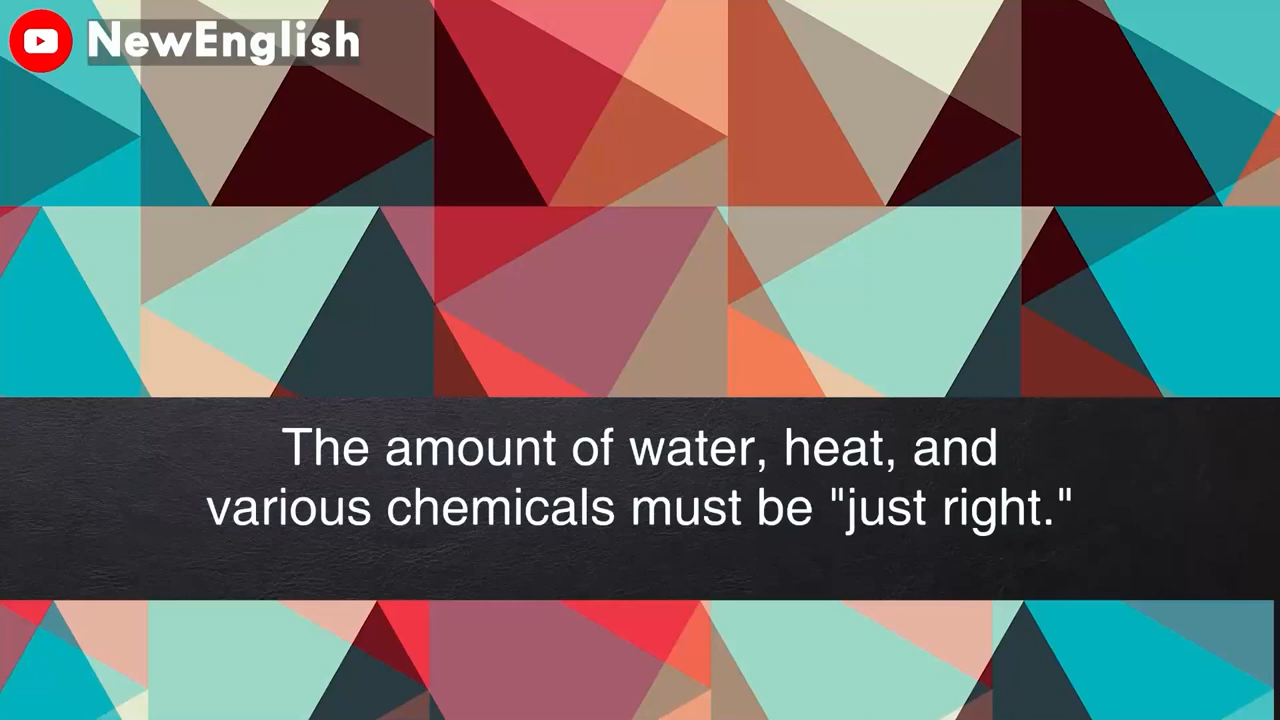 NewEnglish
The amount of water, heat, and
various chemicals must be "just right."